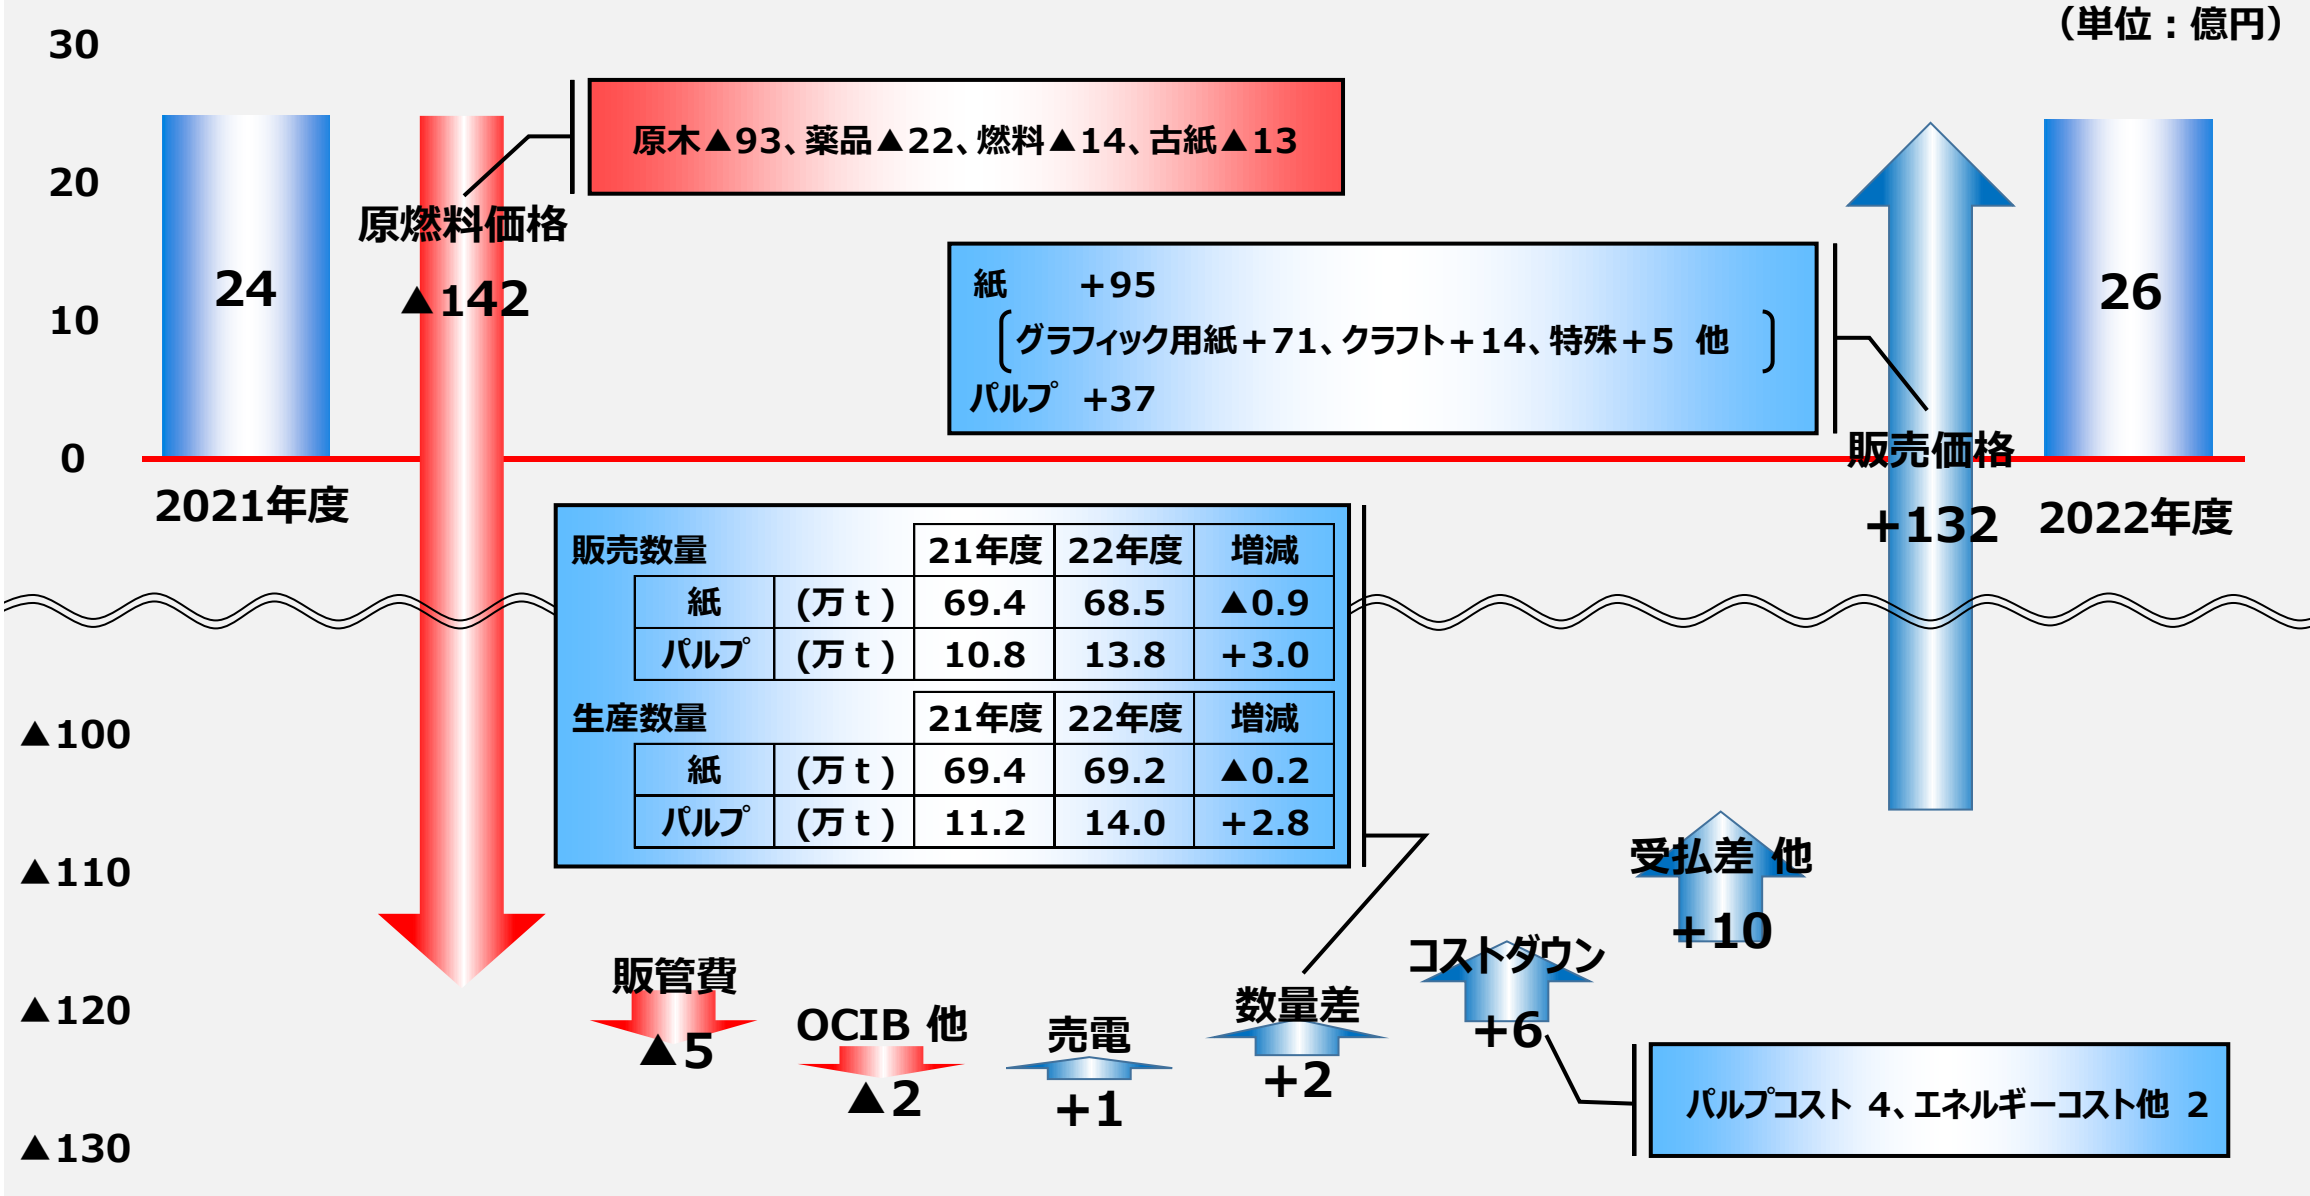 (単位:億円)
30
20
10
0
▲100
▲110
▲120
▲130
24
2021年度
原燃料価格
▲142
原木▲93、薬品▲22、燃料▲14、古紙▲13
紙 +95
グラフィック用紙+71、クラフト+14、特殊+5 他
パルプ +37
販売価格
+132
26
2022年度
販売数量 21年度 22年度 増減
紙 (万t) 69.4 68.5 ▲0.9
パルプ (万t) 10.8 13.8 +3.0
生産数量 21年度 22年度 増減
紙 (万t) 69.4 69.2 ▲0.2
パルプ (万t) 11.2 14.0 +2.8
販管費
▲5
OCIB 他
▲2
売電
+1
数量差
+2
コストダウン
+6
受払差 他
+10
パルプコスト 4、エネルギーコスト他 2